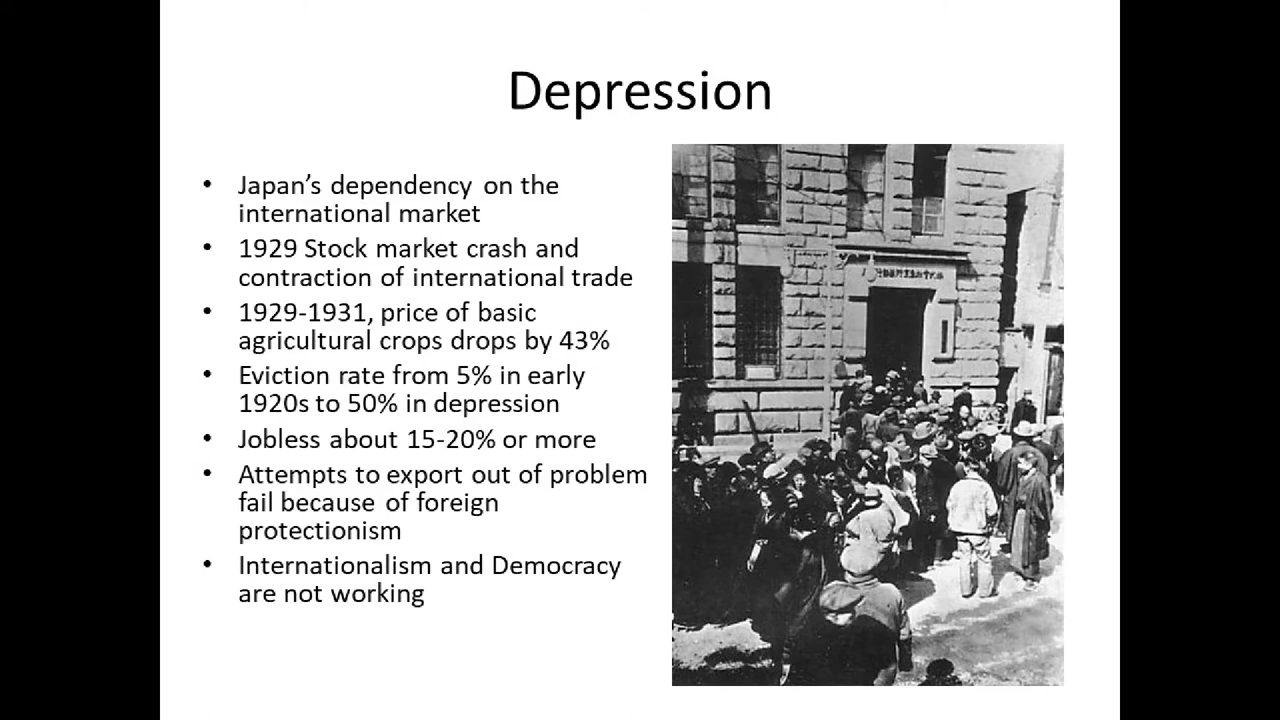 Depression
• Japan’s dependency on the
international market
• 1929 Stock market crash and
contraction of international trade
• 1929-1931, price of basic
agricultural crops drops by 43%
• Eviction rate from 5% in early
1920s to 50% in depression
• Jobless about 15-20% or more
• Attempts to export out of problem
fail because of foreign
protectionism
• Internationalism and Democracy
are not working